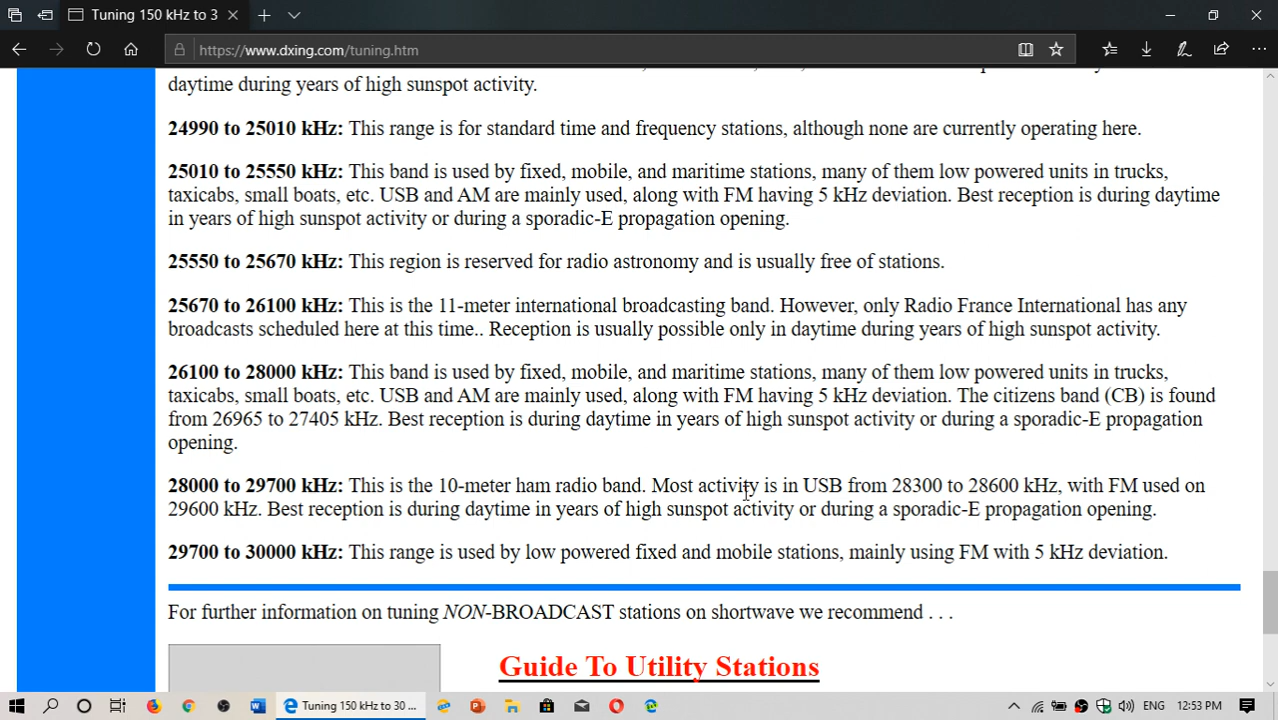 Tuning 150 kHz to 3
https://www.dxing.com/tuning.htm
daytime during years of high sunspot activity.
24990 to 25010 kHz: This range is for standard time and frequency stations, although none are currently operating here.
25010 to 25550 kHz: This band is used by fixed, mobile, and maritime stations, many of them low powered units in trucks,
taxicabs, small boats, etc. USB and AM are mainly used, along with FM having 5 kHz deviation. Best reception is during daytime
in years of high sunspot activity or during a sporadic-E propagation opening.
25550 to 25670 kHz: This region is reserved for radio astronomy and is usually free of stations.
25670 to 26100 kHz: This is the 11-meter international broadcasting band. However, only Radio France International has any
broadcasts scheduled here at this time.. Reception is usually possible only in daytime during years of high sunspot activity.
26100 to 28000 kHz: This band is used by fixed, mobile, and maritime stations, many of them low powered units in trucks,
taxicabs, small boats, etc. USB and AM are mainly used, along with FM having 5 kHz deviation. The citizens band (CB) is found
from 26965 to 27405 kHz. Best reception is during daytime in years of high sunspot activity or during a sporadic-E propagation
opening.
28000 to 29700 kHz: This is the 10-meter ham radio band. Most activity is in USB from 28300 to 28600 kHz, with FM used on
29600 kHz. Best reception is during daytime in years of high sunspot activity or during a sporadic-E propagation opening.
29700 to 30000 kHz: This range is used by low powered fixed and mobile stations, mainly using FM with 5 kHz deviation.
For further information on tuning NON-BROADCAST stations on shortwave we recommend . . .
Guide To Utility Stations
Tuning 150 kHz to 30 ...
ENG
12:53 PM